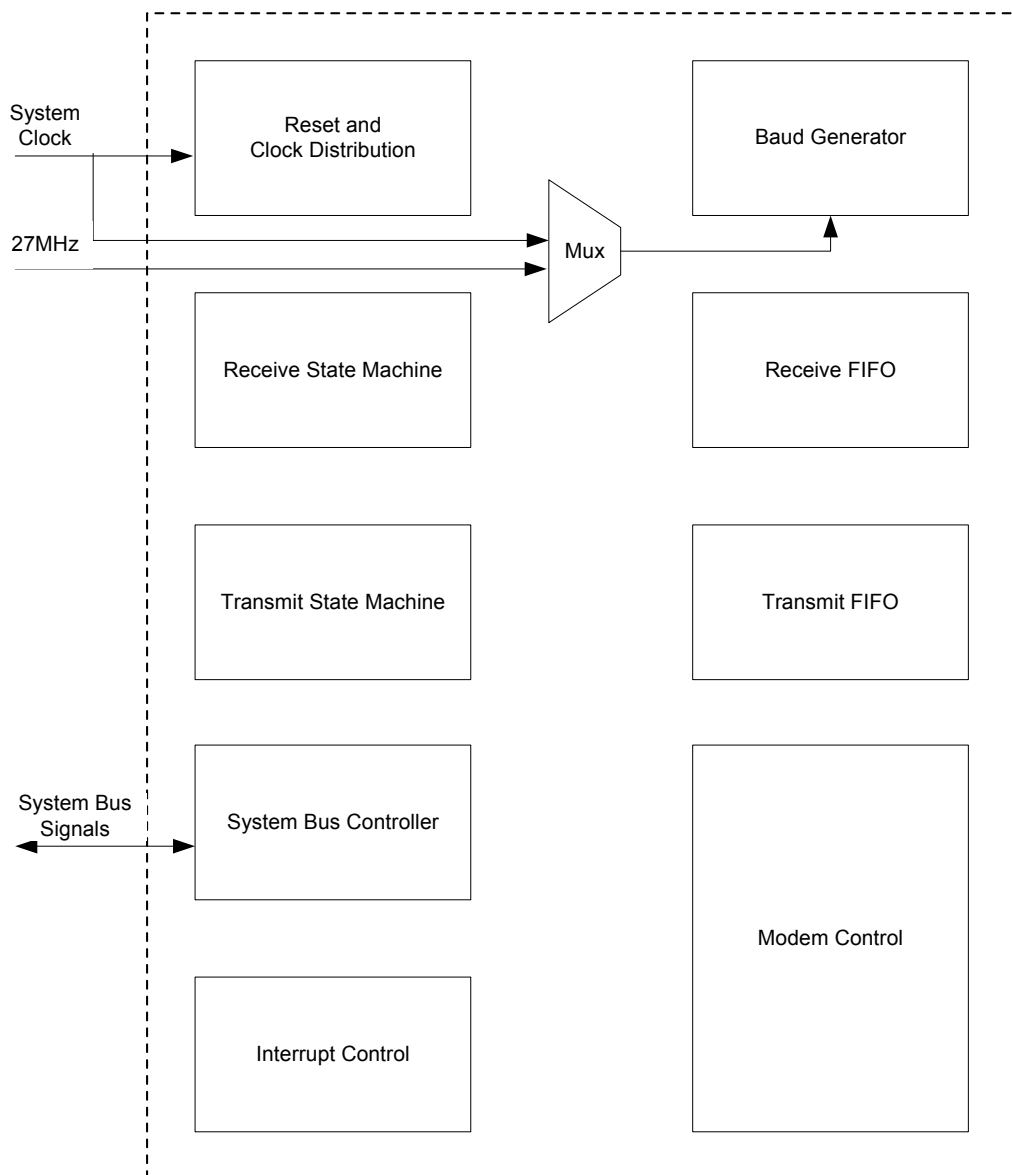 System
Clock
Reset and
Clock Distribution
Baud Generator
27MHz
Mux
Receive State Machine
Receive FIFO
Transmit State Machine
Transmit FIFO
System Bus
Signals
System Bus Controller
Modem Control
Interrupt Control